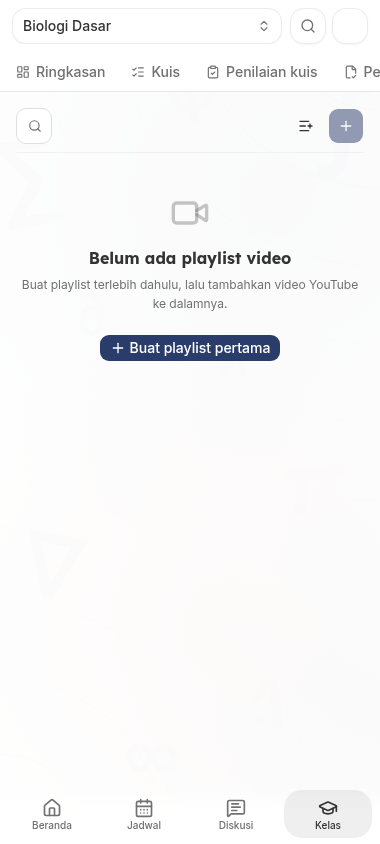 Biologi Dasar
Ringkasan
Kuis
Penilaian kuis
Pe
Belum ada playlist video
Buat playlist terlebih dahulu, lalu tambahkan video YouTube
ke dalamnya.
Buat playlist pertama
Beranda
Jadwal
Diskusi
Kelas